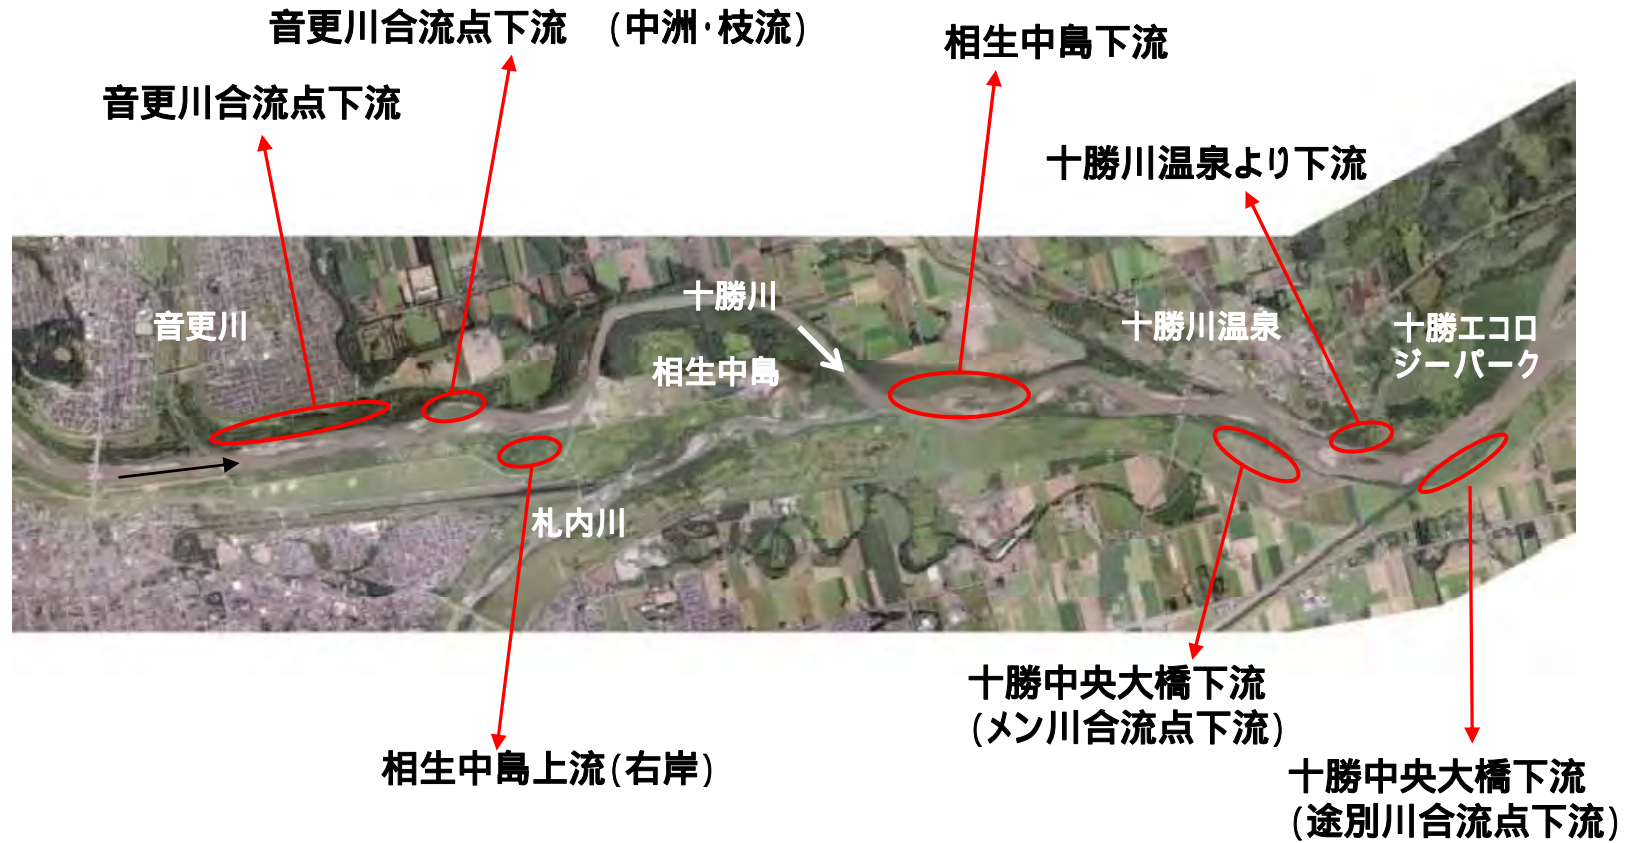 音更川合流点下流　(中洲・枝流)
相生中島下流
音更川合流点下流
十勝川温泉より下流
十勝川
音更川
十勝川温泉
十勝エコロ
ジーパーク
相生中島
札内川
十勝中央大橋下流
(メン川合流点下流)
相生中島上流(右岸)
十勝中央大橋下流
(途別川合流点下流)